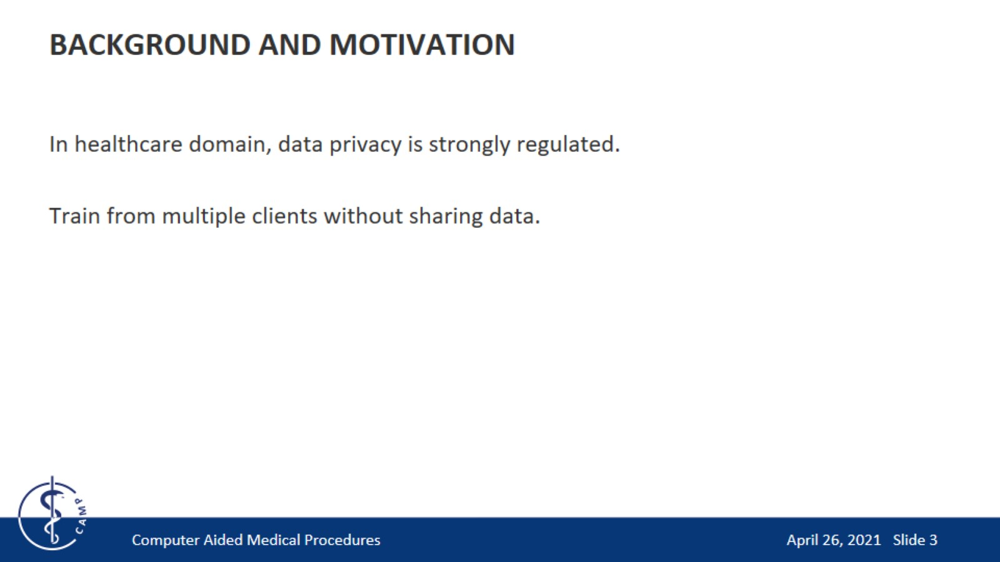 BACKGROUND AND MOTIVATION
In healthcare domain, data privacy is strongly regulated.
Train from multiple clients without sharing data.
CAMP
Computer Aided Medical Procedures
April 26, 2021 Slide 3